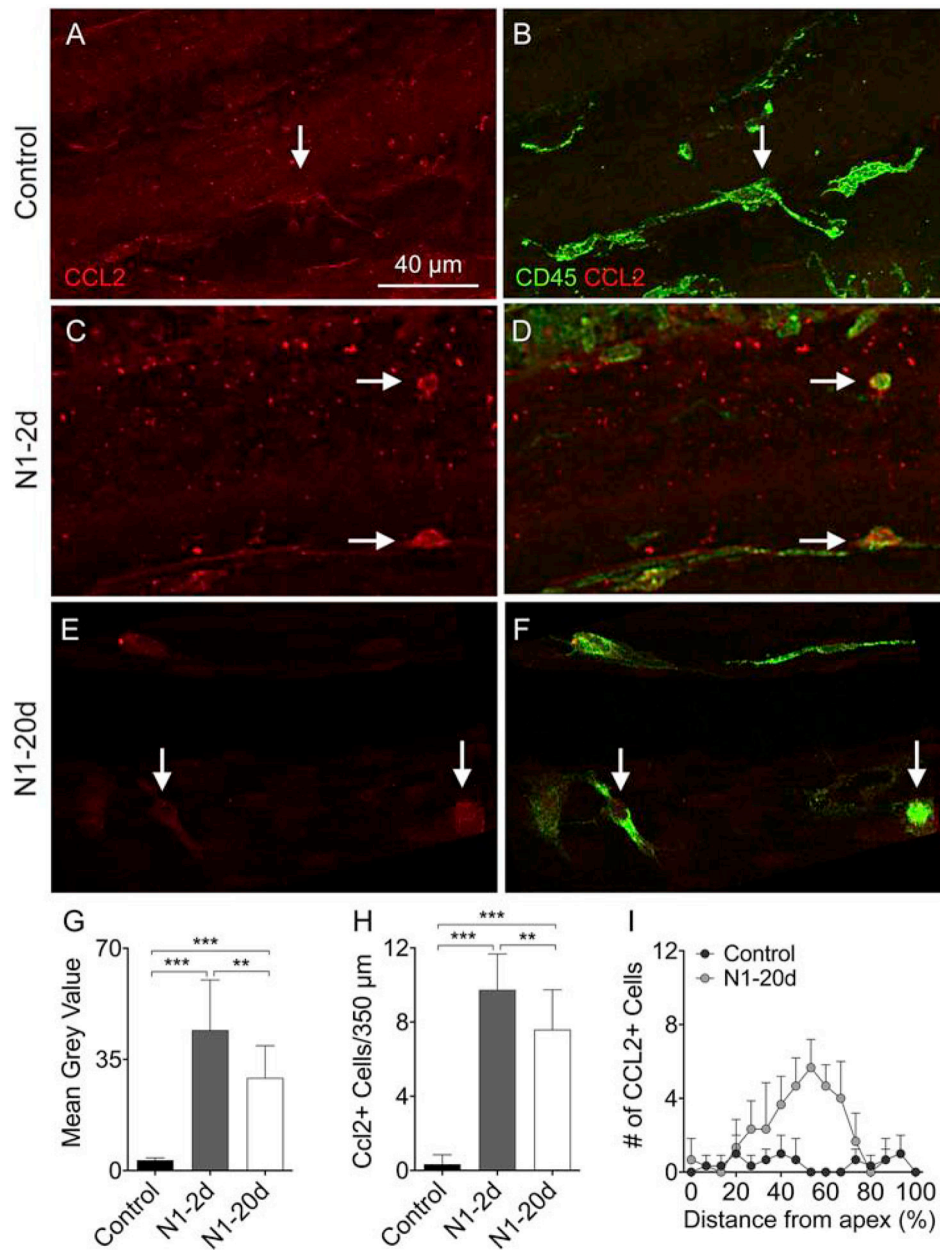 A
B
Control
CCL2
40 µm
CD45 CCL2
C
D
N1-2d
E
F
N1-20d
G
H
I
***
***
**
70
35
0
Mean Grey Value
Control
N1-2d
N1-20d
***
***
**
12
8
4
0
Ccl2+ Cells/350 µm
Control
N1-2d
N1-20d
Control
N1-20d
12
8
4
0
# of CCL2+ Cells
0 20 40 60 80 100
Distance from apex (%)